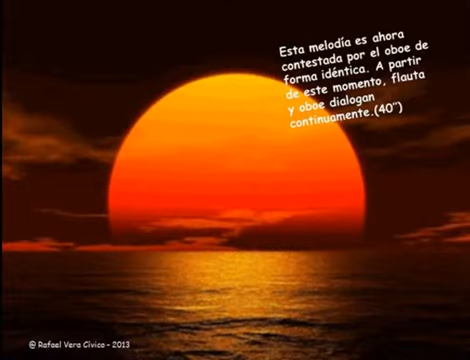 Esta melodía es ahora
contestada por el oboe de
forma idéntica. A partir
de este momento, flauta
y oboe dialogan
continuamente.(40")
@ Rafael Vera Cívico - 2013